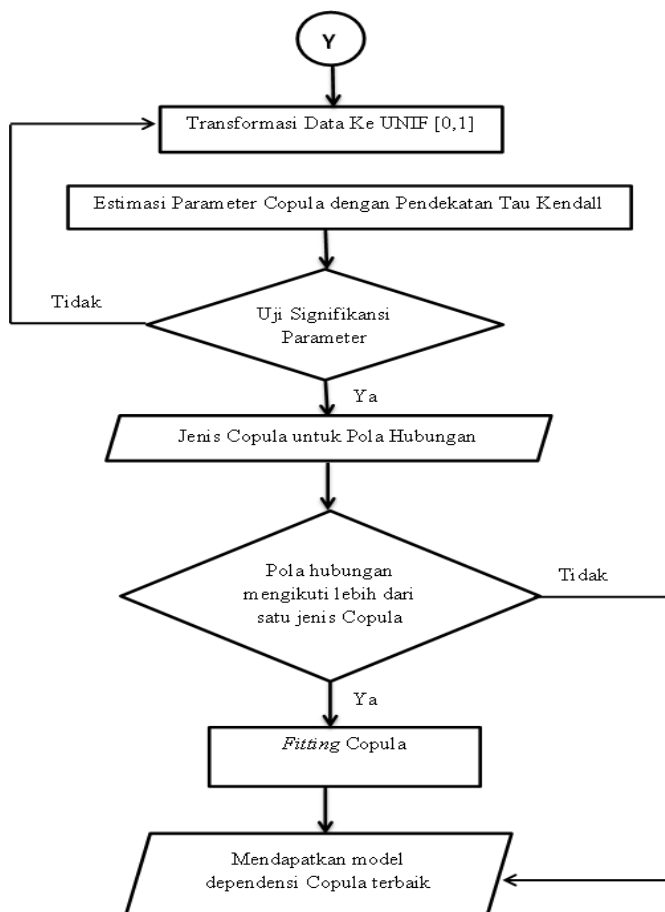 Y
Transformasi Data Ke UNIF [0,1]
Estimasi Parameter Copula dengan Pendekatan Tau Kendall
Tidak
Uji Signifikansi
Parameter
Ya
Jenis Copula untuk Pola Hubungan
Pola hubungan
mengikuti lebih dari
satu jenis Copula
Tidak
Ya
Fitting Copula
Mendapatkan model
dependensi Copula terbaik